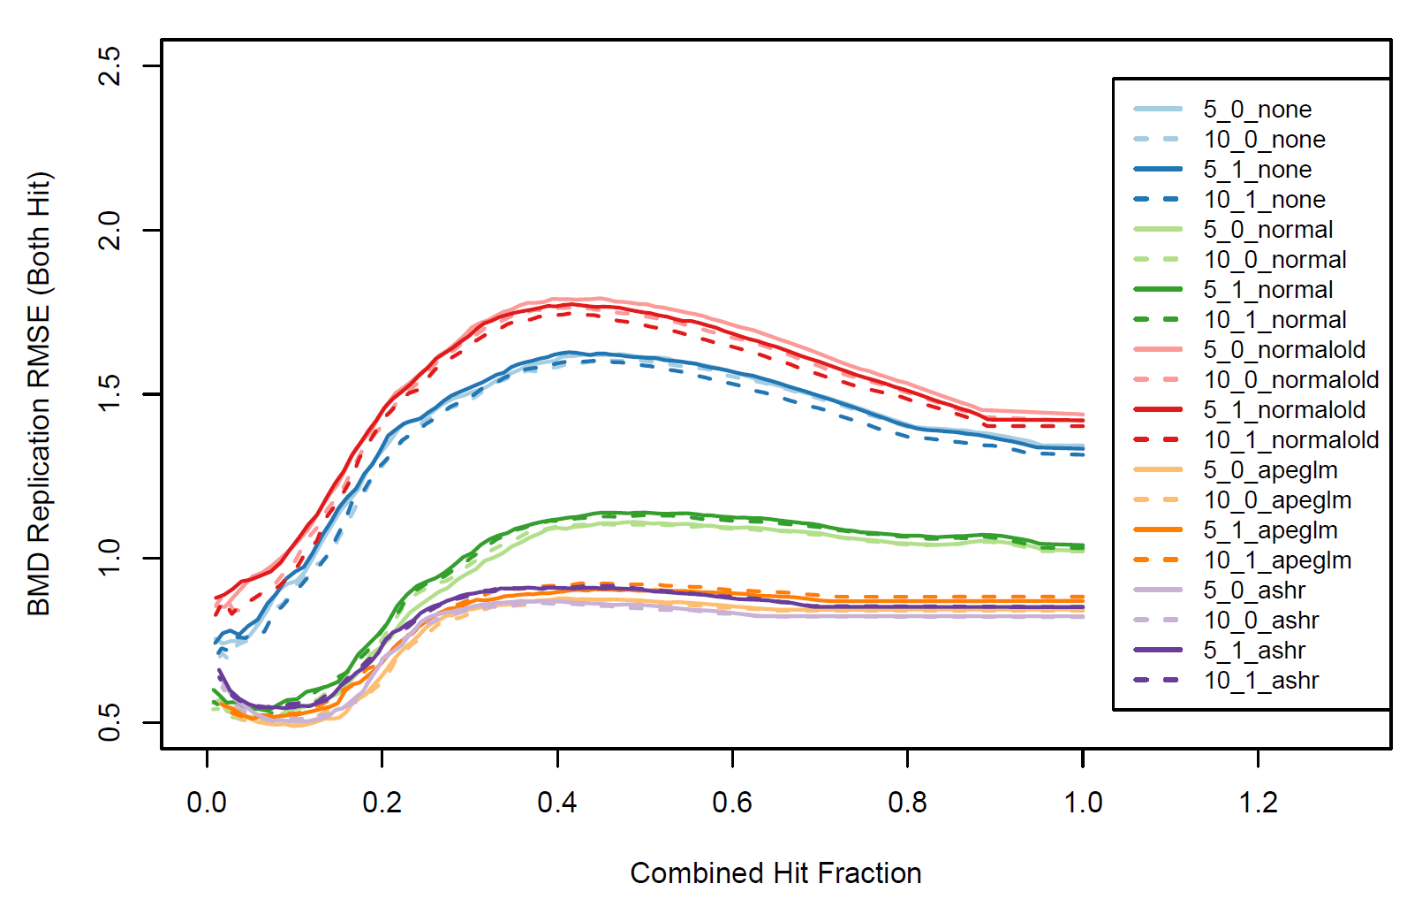 BMD Replication RMSE (Both Hit)
2.5
2.0
1.5
1.0
0.5
5_0_none
10_0_none
5_1_none
10_1_none
5_0_normal
10_0_normal
5_1_normal
10_1_normal
5_0_normalold
10_0_normalold
5_1_normalold
10_1_normalold
5_0_apeglm
10_0_apeglm
5_1_apeglm
10_1_apeglm
5_0_ashr
10_0_ashr
5_1_ashr
10_1_ashr
0.0 0.2 0.4 0.6 0.8 1.0 1.2
Combined Hit Fraction